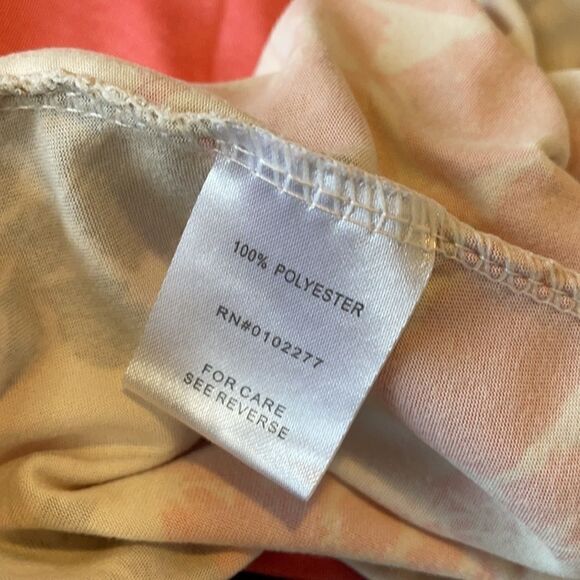 100% POLYESTER
RN#0102277
FOR CARE
SEE REVERSE